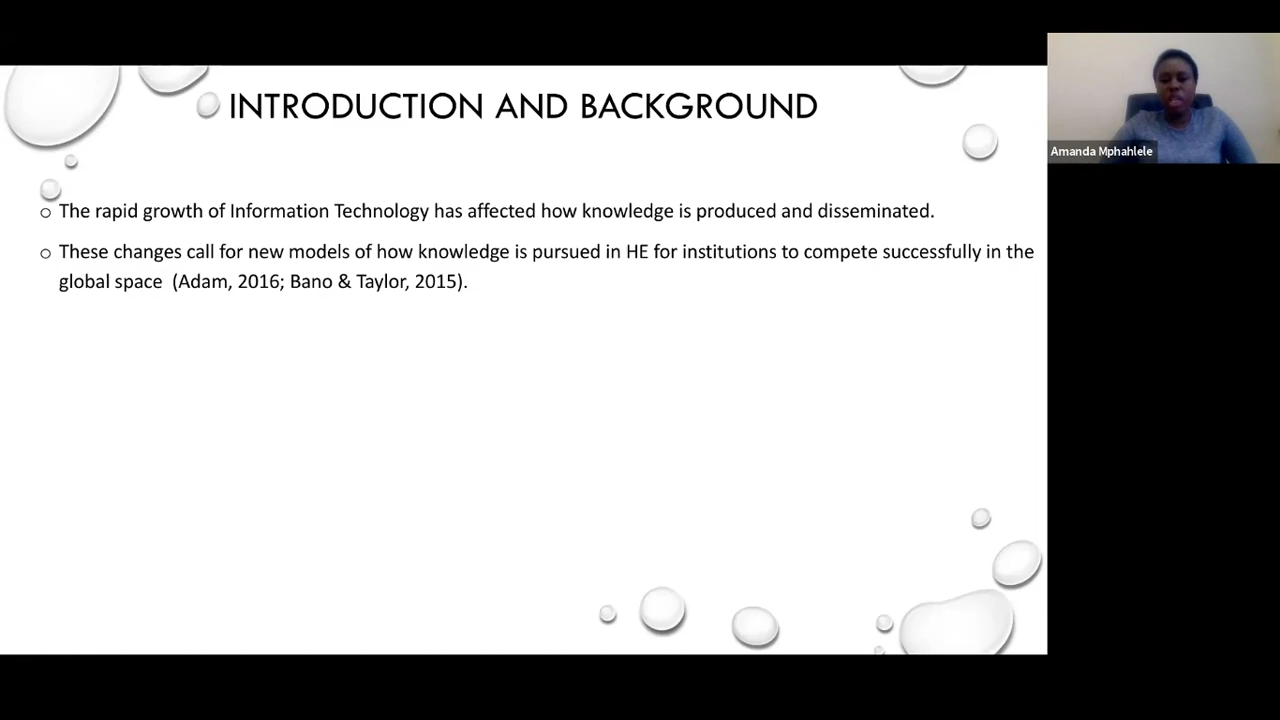 INTRODUCTION AND BACKGROUND
Amanda Mphahlele
o The rapid growth of Information Technology has affected how knowledge is produced and disseminated.
o These changes call for new models of how knowledge is pursued in HE for institutions to compete successfully in the
global space (Adam, 2016; Bano & Taylor, 2015).